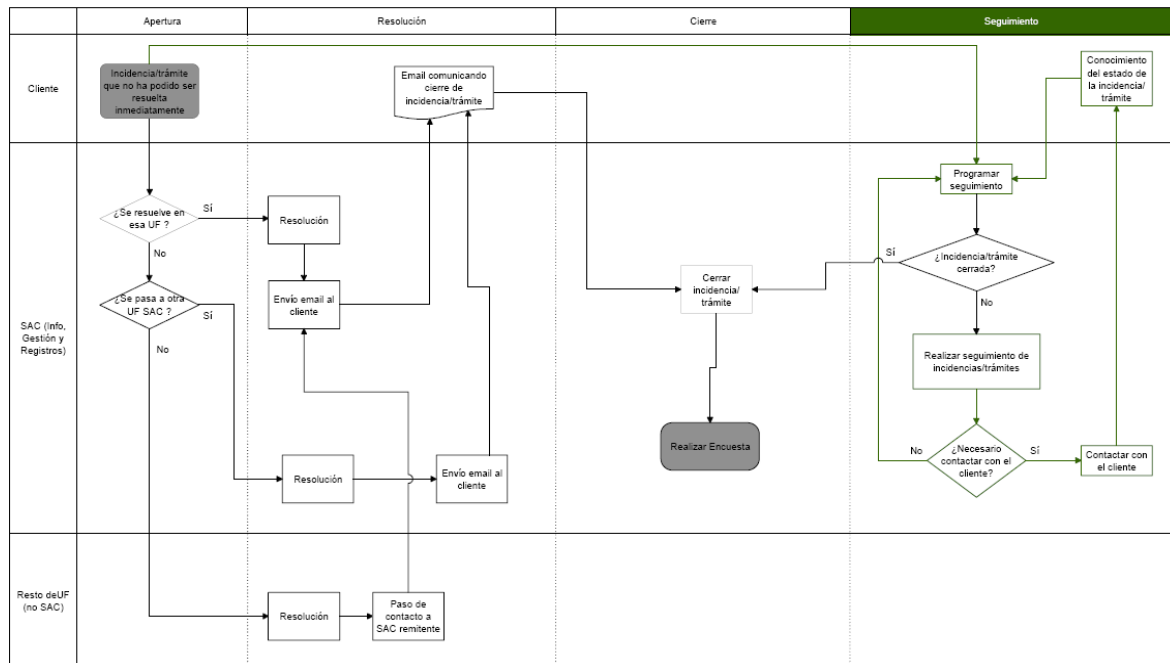 Apertura
Resolución
Cierre
Seguimiento
Cliente
Incidencia/trámite
que no ha podido ser
resuelta
inmediatamente
Email comunicando
cierre de
incidencia/trámite
Conocimiento
del estado de
la incidencia/
trámite
SAC (Info,
Gestión y
Registros)
¿Se resuelve en
esa UF ?
Sí
No
Resolución
¿Se pasa a otra
UF SAC ?
Sí
No
Envío email al
cliente
Resolución
Envío email al
cliente
Cerrar
incidencia/
trámite
Realizar Encuesta
Programar
seguimiento
¿Incidencia/trámite
cerrada?
Sí
No
Realizar seguimiento de
incidencias/trámites
¿Necesario
contactar con el
cliente?
No
Sí
Contactar con
el cliente
Resto deUF
(no SAC)
Resolución
Paso de
contacto a
SAC remitente